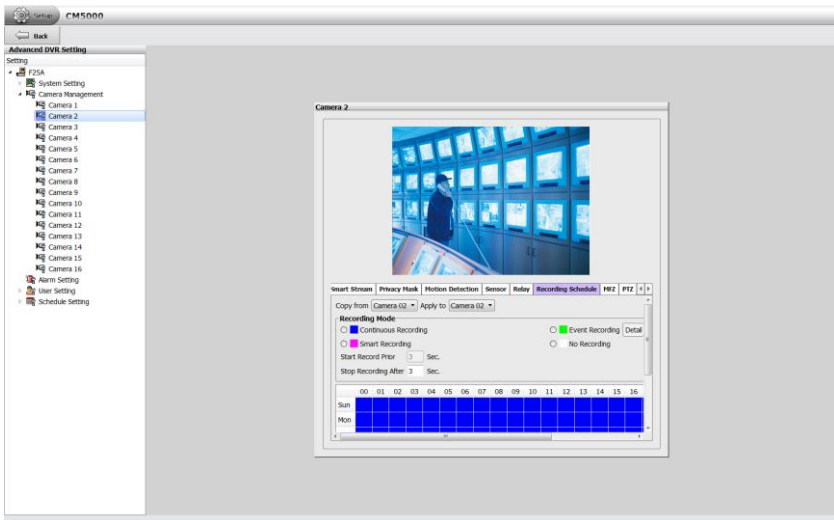 Setup CM5000
Back
Advanced DVR Setting
Setting
F2SA
System Setting
Camera Management
Camera 1
Camera 2
Camera 3
Camera 4
Camera 5
Camera 6
Camera 7
Camera 8
Camera 9
Camera 10
Camera 11
Camera 12
Camera 13
Camera 14
Camera 15
Camera 16
Alarm Setting
User Setting
Schedule Setting
Camera 2
Smart Stream Privacy Mask Motion Detection Sensor Relay Recording Schedule MFZ PTZ
Copy from Camera 02 Apply to Camera 02
Recording Mode
Continuous Recording Event Recording Detail
Smart Recording No Recording
Start Record Prior 3 Sec.
Stop Recording After 3 Sec.
00 01 02 03 04 05 06 07 08 09 10 11 12 13 14 15 16
Sun
Mon